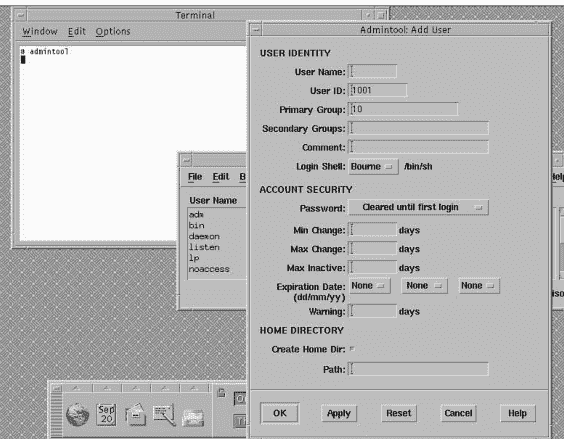 Terminal
Window Edit Options
# admintool
File Edit B
User Name
adm
bin
daemon
listen
lp
noaccess
Sep
20
Admintool: Add User
USER IDENTITY
User Name:
User ID: 1001
Primary Group: 10
Secondary Groups:
Comment:
Login Shell: Bourne /bin/sh
ACCOUNT SECURITY
Password: Cleared until first login
Min Change: days
Max Change: days
Max Inactive: days
Expiration Date: None None None
(dd/mm/yy)
Warning: days
HOME DIRECTORY
Create Home Dir:
Path:
OK Apply Reset Cancel Help